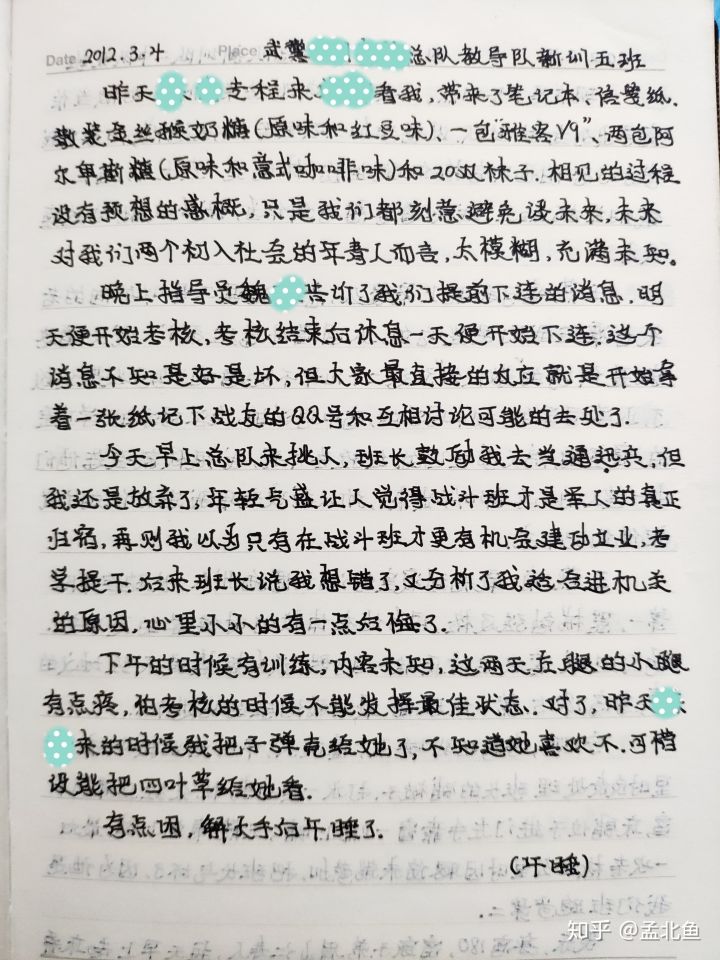 Date 2012.3.4 Place 武警 总队教导队新训五班
昨天 专程来 看我,带来了笔记本、信笺纸、
散装金丝猴奶糖(原味和红豆味)、一包"雅客V9"、两包阿
尔卑斯糖(原味和意式咖啡味)和20双袜子.相见的过程
没有预想的感概,只是我们都刻意避免谈未来,未来
对我们两个初入社会的年青人而言,太模糊,充满未知。
晚上指导员魏 告诉了我们提前下连的消息.明
天便开始考核,考核结束后休息一天便开始下连.这个
消息不知是好是坏,但大家最直接的反应就是开始拿
着一张纸记下战友的QQ号和互相讨论可能的去处了.
今天早上总队来挑人,班长鼓励我去当通讯兵,但
我还是放弃了,年轻气盛让人觉得战斗班才是军人的真正
归宿,再则我以为只有在战斗班才更有机会建功立业,考
学提干.后来班长说我想错了,又分析了我适合进机关
的原因,心里小小的有一点后悔了.
下午的时候有训练,内容未知,这两天左腿的小腿
有点疼,怕考核的时候不能发挥最佳状态.对了,昨天
来的时候我把子弹壳给她了,不知道她喜欢不.可惜
没能把四叶草给她看.
有点困,解大手后午睡了.
(午睡)
知乎 @孟北鱼